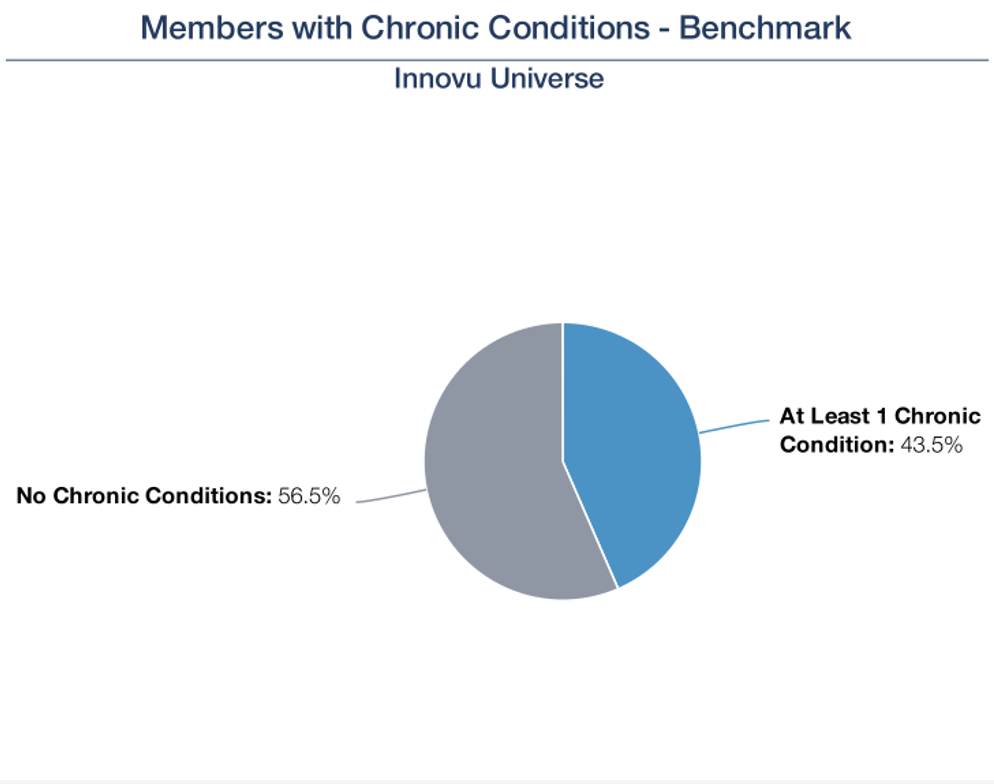 Members with Chronic Conditions - Benchmark
Innovu Universe
At Least 1 Chronic
Condition: 43.5%
No Chronic Conditions: 56.5%